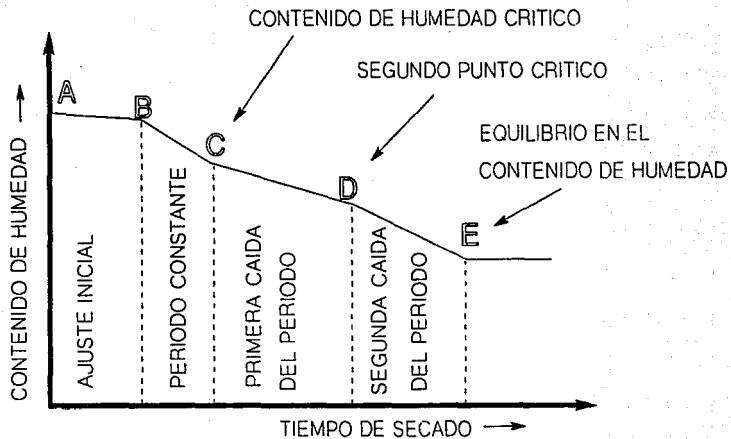 CONTENIDO DE HUMEDAD CRITICO
SEGUNDO PUNTO CRITICO
EQUILIBRIO EN EL
CONTENIDO DE HUMEDAD
A
B
C
D
E
CONTENIDO DE HUMEDAD
AJUSTE INICIAL
PERIODO CONSTANTE
PRIMERA CAIDA
DEL PERIODO
SEGUNDA CAIDA
DEL PERIODO
TIEMPO DE SECADO